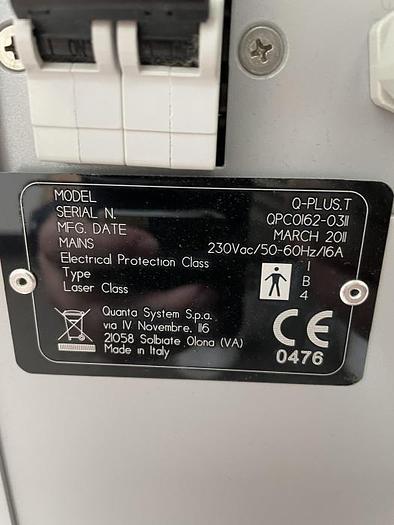 I ON
MODEL Q-PLUS.T
SERIAL N. QPC0162-0311
MFG. DATE MARCH 2011
MAINS 230Vac/50-60Hz/16A
Electrical Protection Class I
Type B
Laser Class 4
Quanta System S.p.a.
via IV Novembre, 116
21058 Solbiate Olona (VA)
Made in Italy
CE
0476